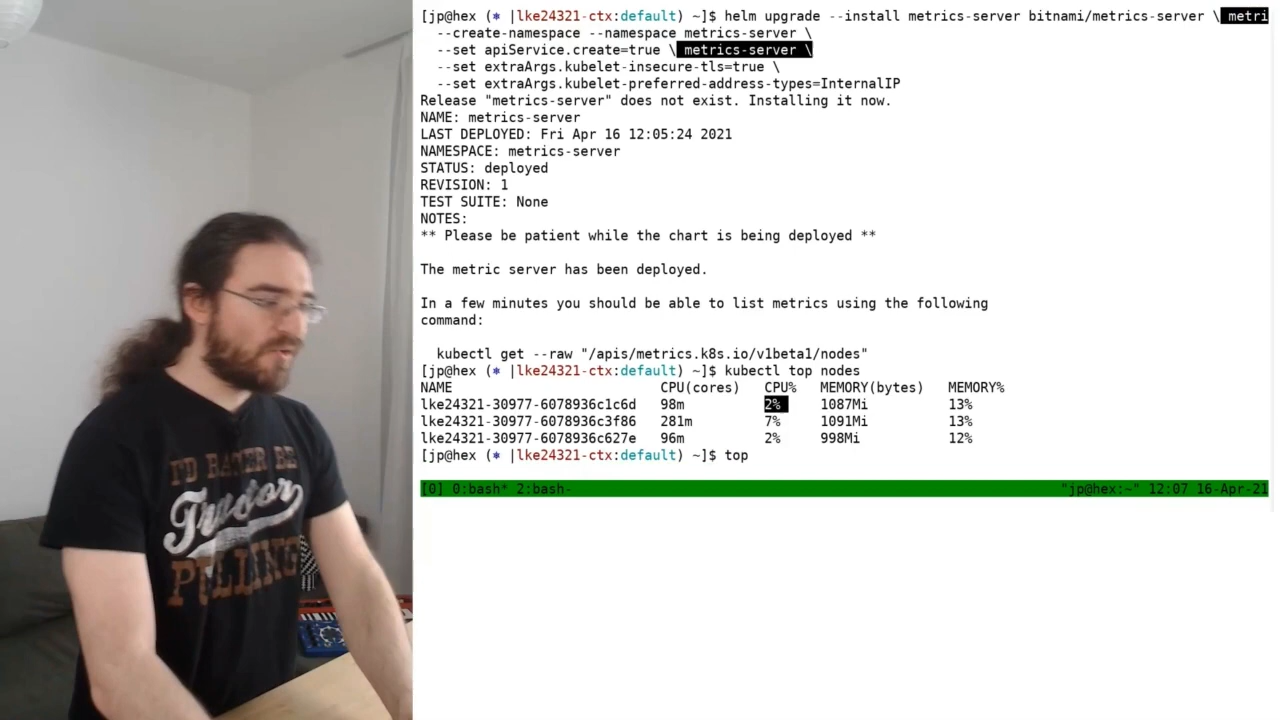 [jp@hex (* |lke24321-ctx:default) ~]$ helm upgrade --install metrics-server bitnami/metrics-server \ metri
--create-namespace --namespace metrics-server \
--set apiService.create=true \ metrics-server \
--set extraArgs.kubelet-insecure-tls=true \
--set extraArgs.kubelet-preferred-address-types=InternalIP
Release "metrics-server" does not exist. Installing it now.
NAME: metrics-server
LAST DEPLOYED: Fri Apr 16 12:05:24 2021
NAMESPACE: metrics-server
STATUS: deployed
REVISION: 1
TEST SUITE: None
NOTES:
** Please be patient while the chart is being deployed **
The metric server has been deployed.
In a few minutes you should be able to list metrics using the following
command:
kubectl get --raw "/apis/metrics.k8s.io/v1beta1/nodes"
[jp@hex (* |lke24321-ctx:default) ~]$ kubectl top nodes
NAME CPU(cores) CPU% MEMORY(bytes) MEMORY%
lke24321-30977-6078936c1c6d 98m 2% 1087Mi 13%
lke24321-30977-6078936c3f86 281m 7% 1091Mi 13%
lke24321-30977-6078936c627e 96m 2% 998Mi 12%
[jp@hex (* |lke24321-ctx:default) ~]$ top
[0] 0:bash* 2:bash- "jp@hex:~" 12:07 16-Apr-21
I'D RATHER BE
Tractor
PULLING